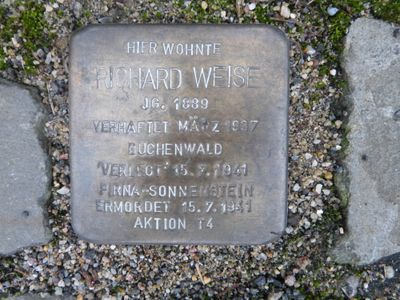 HIER WOHNTE
RICHARD WEISE
JG. 1889
VERHAFTET MÄRZ 1937
BUCHENWALD
"VERLEGT" 15.7.1941
PIRNA-SONNENSTEIN
ERMORDET 15.7.1941
AKTION T4